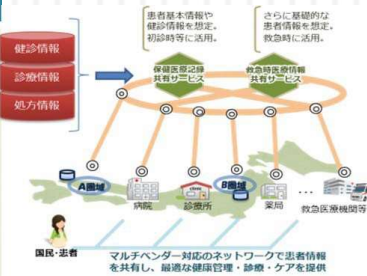 患者基本情報や
健診情報を想定。
初診時等に活用。
さらに基礎的な
患者情報を想定。
救急時に活用。
健診情報
診療情報
処方情報
保健医療記録
共有サービス
救急時医療情報
共有サービス
A圏域
病院
診療所
B圏域
薬局
…
救急医療機関等
国民・患者
マルチベンダー対応のネットワークで患者情報
を共有し、最適な健康管理・診療・ケアを提供